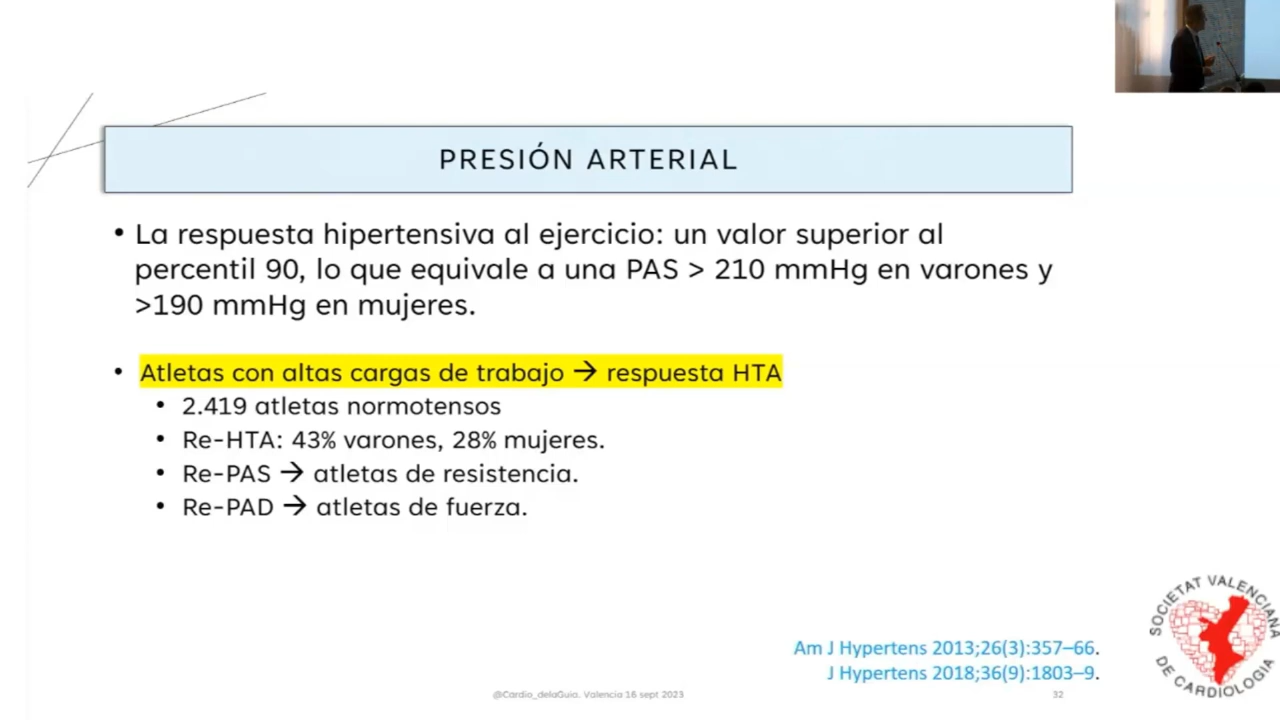 PRESIÓN ARTERIAL
• La respuesta hipertensiva al ejercicio: un valor superior al
percentil 90, lo que equivale a una PAS > 210 mmHg en varones y
>190 mmHg en mujeres.
• Atletas con altas cargas de trabajo → respuesta HTA
• 2.419 atletas normotensos
• Re-HTA: 43% varones, 28% mujeres.
• Re-PAS → atletas de resistencia.
• Re-PAD → atletas de fuerza.
Am J Hypertens 2013;26(3):357–66.
J Hypertens 2018;36(9):1803–9.
@Cardio_delaGuia. Valencia 16 sept 2023
32
SOCIETAT VALENCIANA
DE CARDIOLOGIA